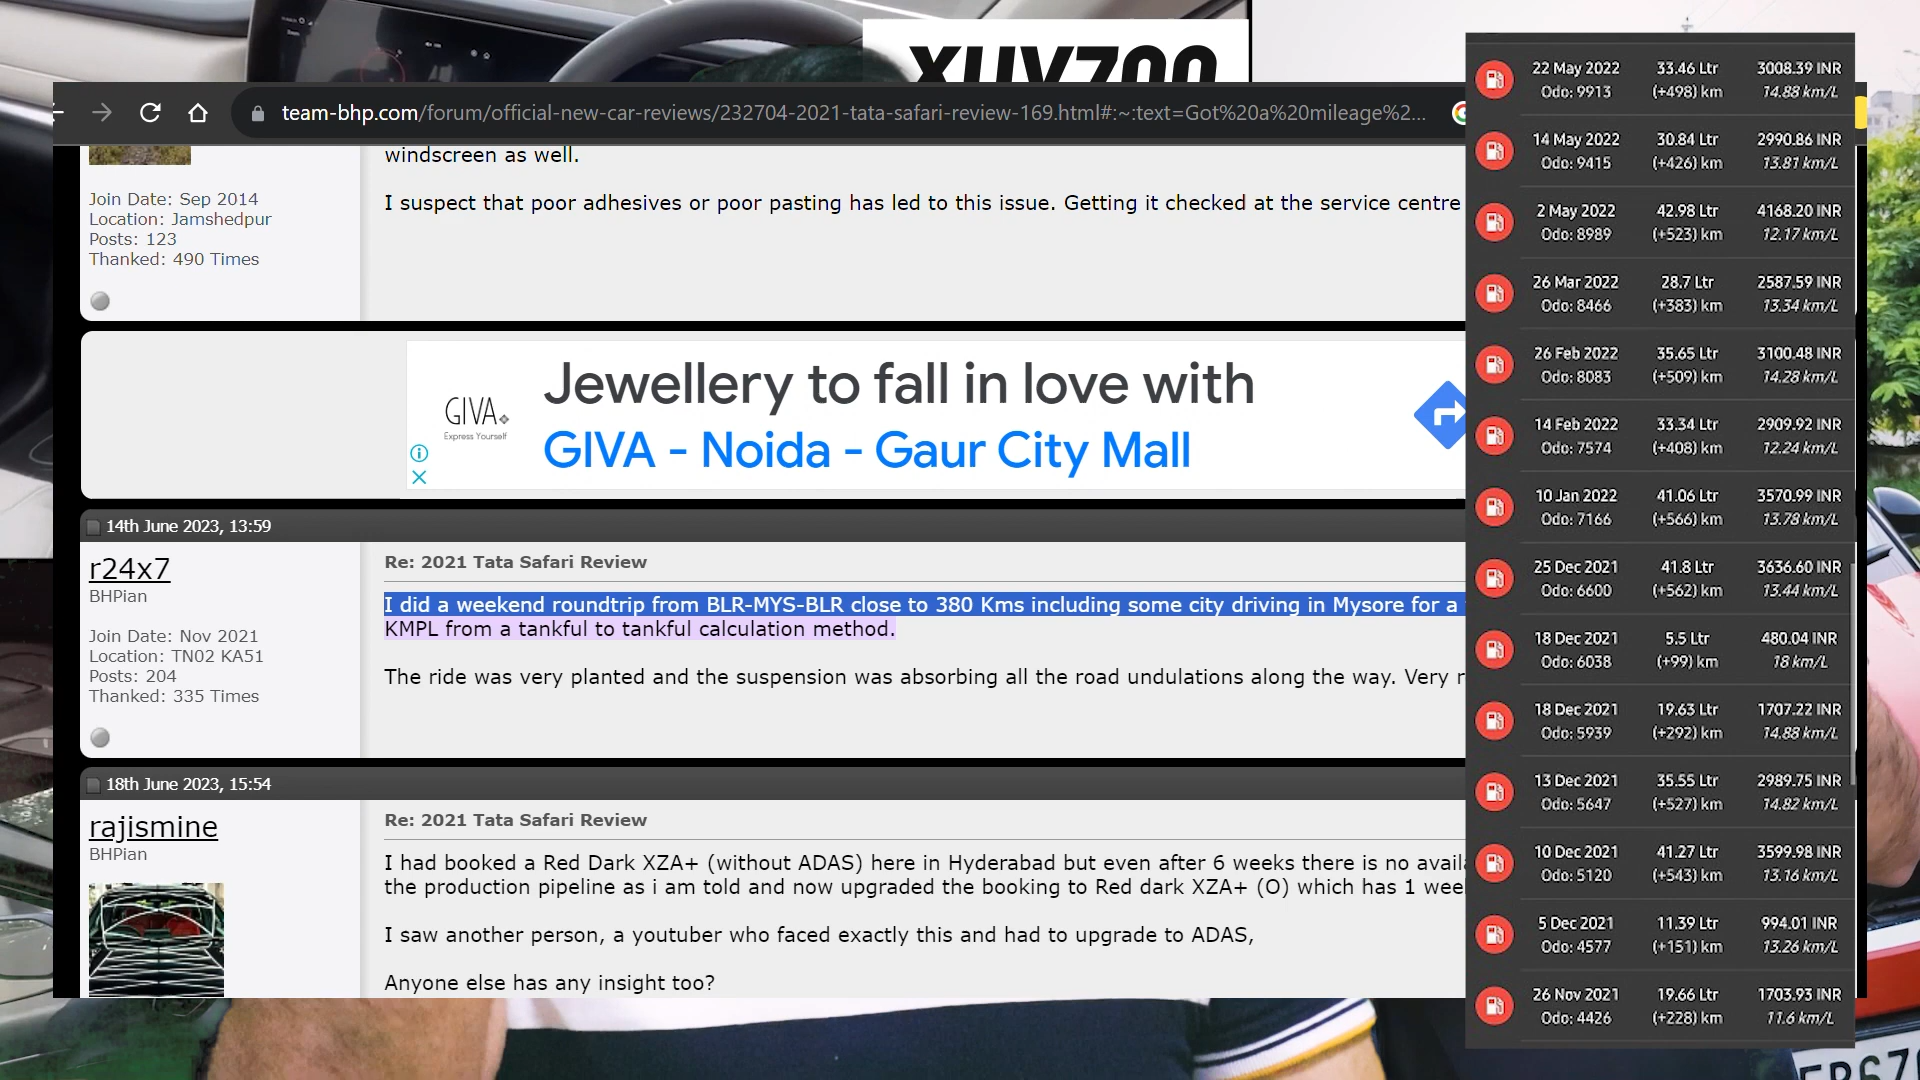 XUV700
team-bhp.com/forum/official-new-car-reviews/232704-2021-tata-safari-review-169.html#:~:text=Got%20a%20mileage%2...
windscreen as well.
Join Date: Sep 2014
Location: Jamshedpur
Posts: 123
Thanked: 490 Times
I suspect that poor adhesives or poor pasting has led to this issue. Getting it checked at the service centre
GIVA
Express Yourself
Jewellery to fall in love with
GIVA - Noida - Gaur City Mall
14th June 2023, 13:59
r24x7
BHPian
Join Date: Nov 2021
Location: TN02 KA51
Posts: 204
Thanked: 335 Times
Re: 2021 Tata Safari Review
I did a weekend roundtrip from BLR-MYS-BLR close to 380 Kms including some city driving in Mysore for a
KMPL from a tankful to tankful calculation method.
The ride was very planted and the suspension was absorbing all the road undulations along the way. Very r
18th June 2023, 15:54
rajismine
BHPian
Re: 2021 Tata Safari Review
I had booked a Red Dark XZA+ (without ADAS) here in Hyderabad but even after 6 weeks there is no availa
the production pipeline as i am told and now upgraded the booking to Red dark XZA+ (O) which has 1 wee
I saw another person, a youtuber who faced exactly this and had to upgrade to ADAS,
Anyone else has any insight too?
22 May 2022 33.46 Ltr 3008.39 INR
Odo: 9913 (+498) km 14.88 km/L
14 May 2022 30.84 Ltr 2990.86 INR
Odo: 9415 (+426) km 13.81 km/L
2 May 2022 42.98 Ltr 4168.20 INR
Odo: 8989 (+523) km 12.17 km/L
26 Mar 2022 28.7 Ltr 2587.59 INR
Odo: 8466 (+383) km 13.34 km/L
26 Feb 2022 35.65 Ltr 3100.48 INR
Odo: 8083 (+509) km 14.28 km/L
14 Feb 2022 33.34 Ltr 2909.92 INR
Odo: 7574 (+408) km 12.24 km/L
10 Jan 2022 41.06 Ltr 3570.99 INR
Odo: 7166 (+566) km 13.78 km/L
25 Dec 2021 41.8 Ltr 3636.60 INR
Odo: 6600 (+562) km 13.44 km/L
18 Dec 2021 5.5 Ltr 480.04 INR
Odo: 6038 (+99) km 18 km/L
18 Dec 2021 19.63 Ltr 1707.22 INR
Odo: 5939 (+292) km 14.88 km/L
13 Dec 2021 35.55 Ltr 2989.75 INR
Odo: 5647 (+527) km 14.82 km/L
10 Dec 2021 41.27 Ltr 3599.98 INR
Odo: 5120 (+543) km 13.16 km/L
5 Dec 2021 11.39 Ltr 994.01 INR
Odo: 4577 (+151) km 13.26 km/L
26 Nov 2021 19.66 Ltr 1703.93 INR
Odo: 4426 (+228) km 11.6 km/L